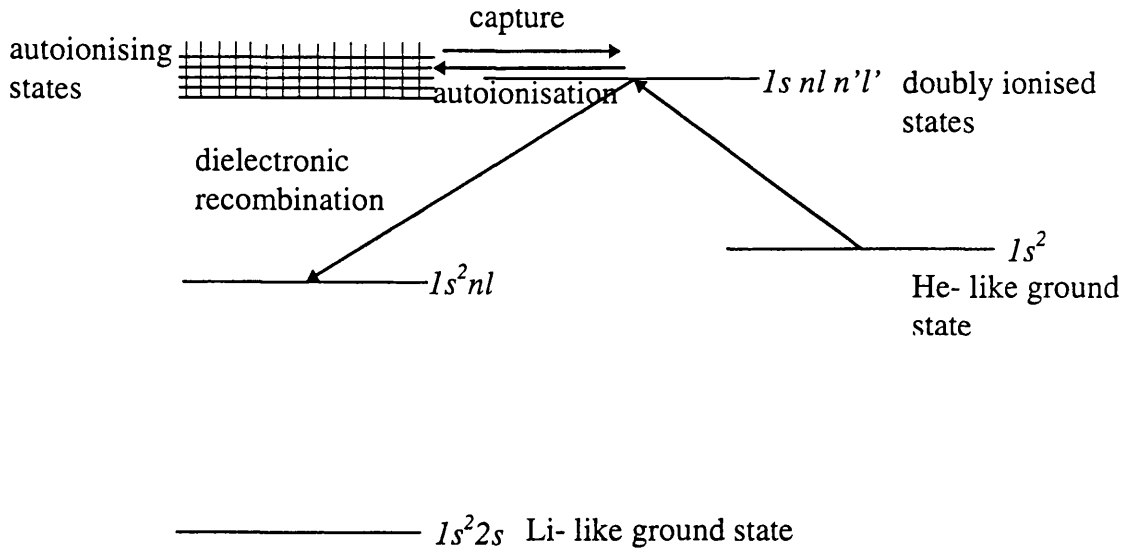 capture
autoionising
states
autoionisation
1s nl n’l’ doubly ionised
states
dielectronic
recombination
1s²
1s²nl
He- like ground
state
1s²2s Li- like ground state